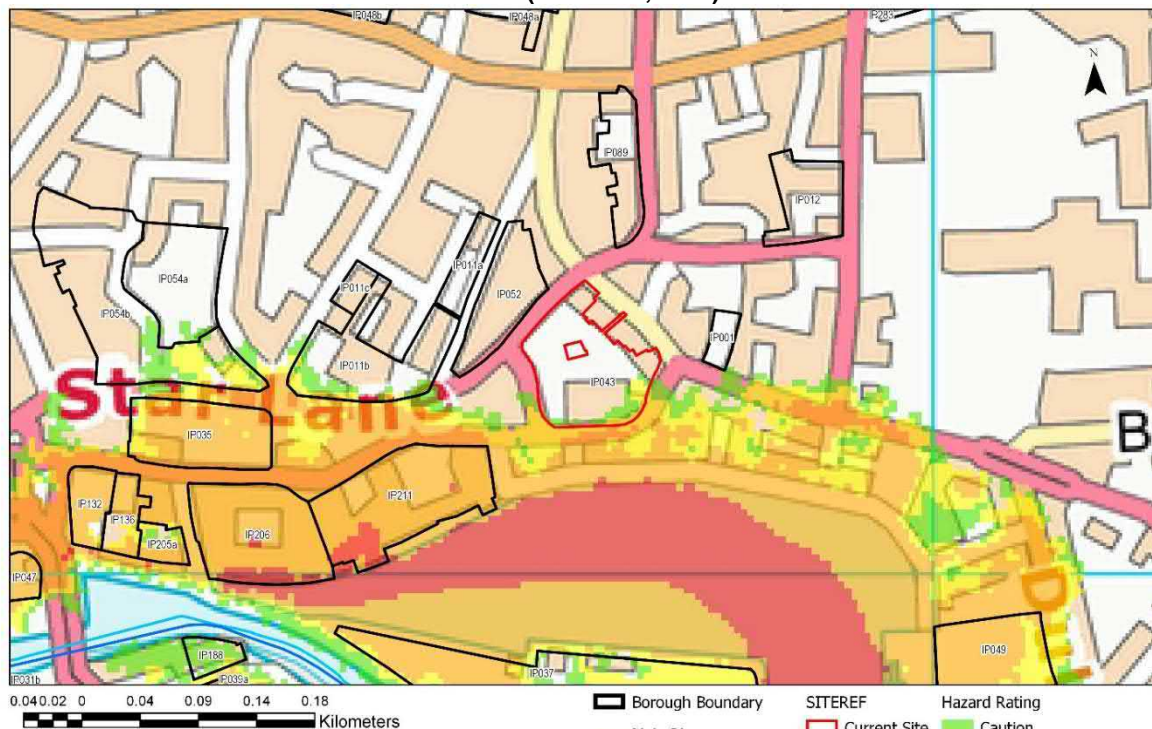 IP048b
IP048a
IP283
N
IP089
IP012
IP054a
IP011a
IP011c
IP052
IP054b
IP001
IP011b
IP043
Star Lane
IP035
B
IP211
IP132
IP136
IP206
IP205a
IP047
IP188
IP037
IP049
IP031b
IP039a
0.04 0.02 0 0.04 0.09 0.14 0.18
Kilometers
Borough Boundary
SITEREF
Hazard Rating
Current Site
Caution